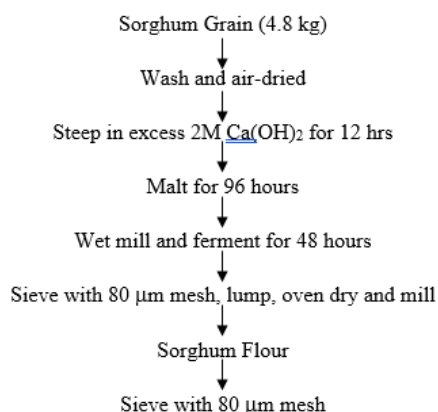 Sorghum Grain (4.8 kg)
Wash and air-dried
Steep in excess 2M Ca(OH)2 for 12 hrs
Malt for 96 hours
Wet mill and ferment for 48 hours
Sieve with 80 μm mesh, lump, oven dry and mill
Sorghum Flour
Sieve with 80 μm mesh